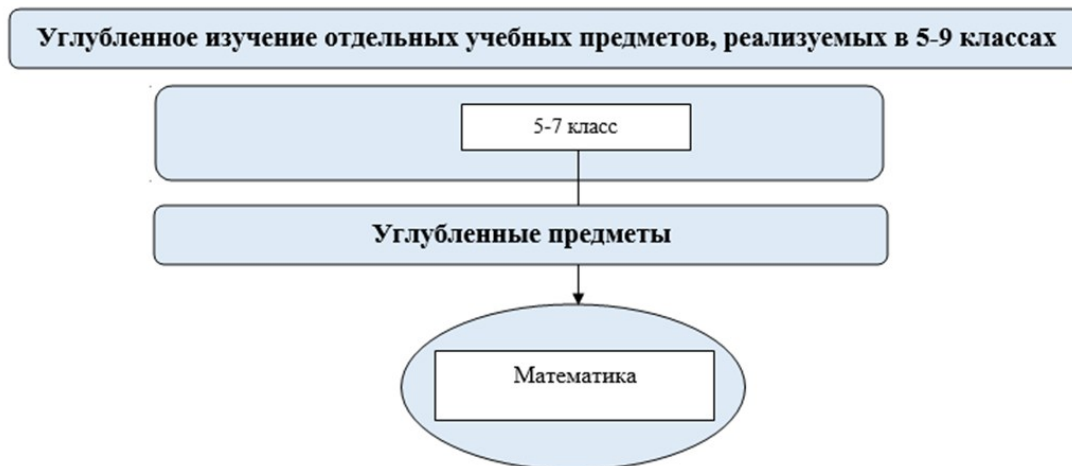 Углубленное изучение отдельных учебных предметов, реализуемых в 5-9 классах
5-7 класс
Углубленные предметы
Математика